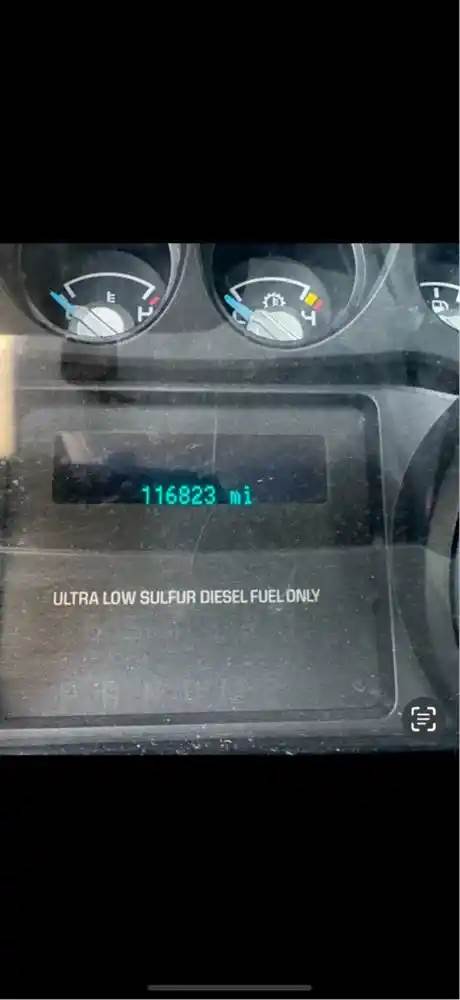 H
C
116823 mi
ULTRA LOW SULFUR DIESEL FUEL ONLY